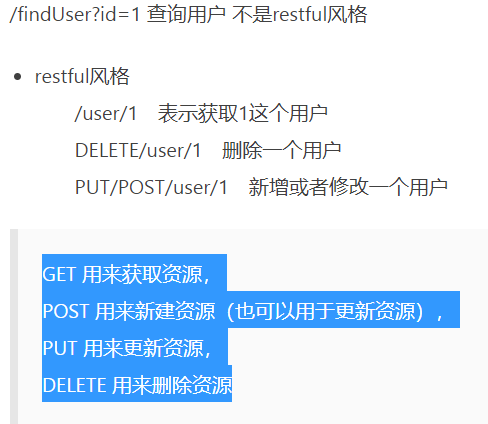 /findUser?id=1 查询用户 不是restful风格
restful风格
/user/1 表示获取1这个用户
DELETE/user/1 删除一个用户
PUT/POST/user/1 新增或者修改一个用户
GET 用来获取资源，
POST 用来新建资源（也可以用于更新资源），
PUT 用来更新资源，
DELETE 用来删除资源